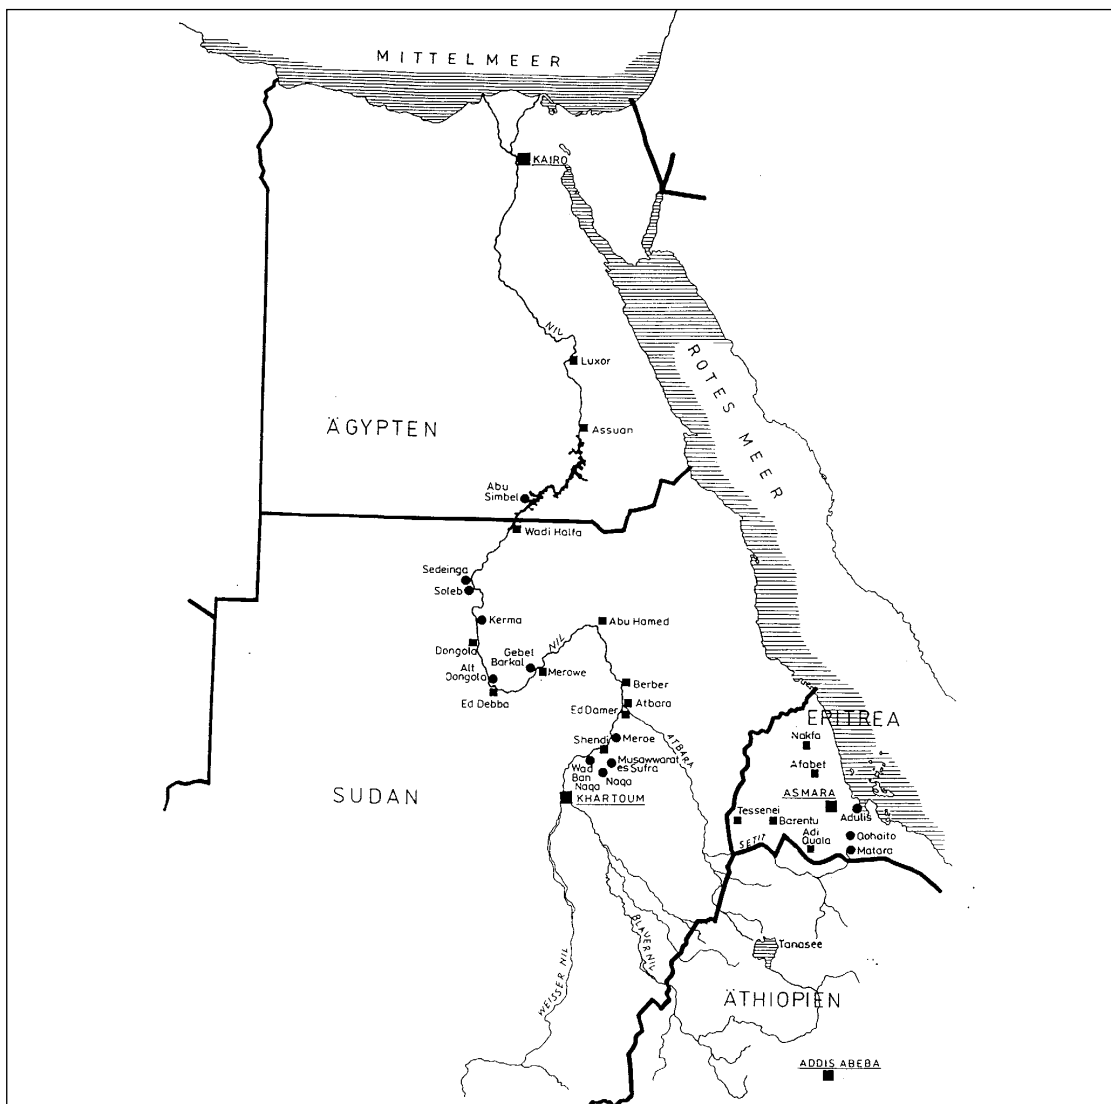 MITTELMEER
KAIRO
NIL
Luxor
ROTES MEER
ÄGYPTEN
Assuan
Abu
Simbel
Wadi Halfa
Sedeinga
Soleb
Kerma
Abu Hamed
Dongola
NIL
Gebel
Barkal
Merowe
Alt
Dongola
Ed Debba
Berber
Atbara
Ed Damer
ERITREA
Nakfa
Shendi
Meroe
ATBARA
Musawwarat
es Sufra
Wad
Ban
Naqa
Naqa
Afabet
SUDAN
KHARTOUM
ASMARA
Adulis
Tessenei
Barentu
Adi
Quala
Qohaito
Matara
SETIT
BLAUER NIL
WEISSER NIL
Tanasee
ÄTHIOPIEN
ADDIS ABEBA